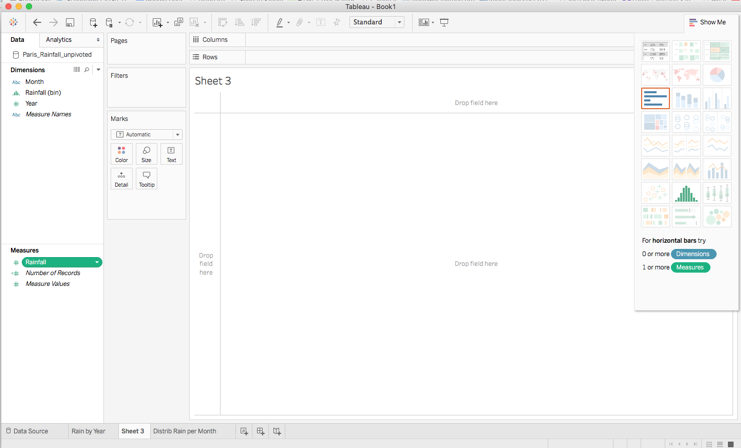 Tableau - Book1
Standard
Show Me
Data
Analytics
Pages
Columns
Paris_Rainfall_unpivoted
Rows
Dimensions
Filters
Sheet 3
Abc Month
Rainfall (bin)
Year
Abc Measure Names
Drop field here
Marks
Automatic
Color
Size
Text
Detail
Tooltip
For horizontal bars try
0 or more Dimensions
1 or more Measures
Measures
Rainfall
Number of Records
Measure Values
Drop
field
here
Drop field here
Data Source
Rain by Year
Sheet 3
Distrib Rain per Month